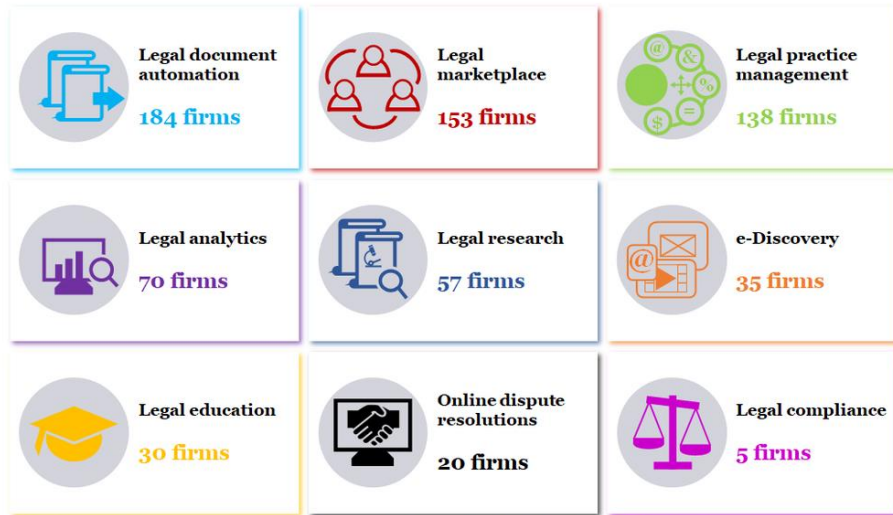 Legal document
automation
184 firms
Legal
marketplace
153 firms
@
&
%
=
$
Legal practice
management
138 firms
Legal analytics
70 firms
Legal research
57 firms
@
e-Discovery
35 firms
Legal education
30 firms
Online dispute
resolutions
20 firms
Legal compliance
5 firms